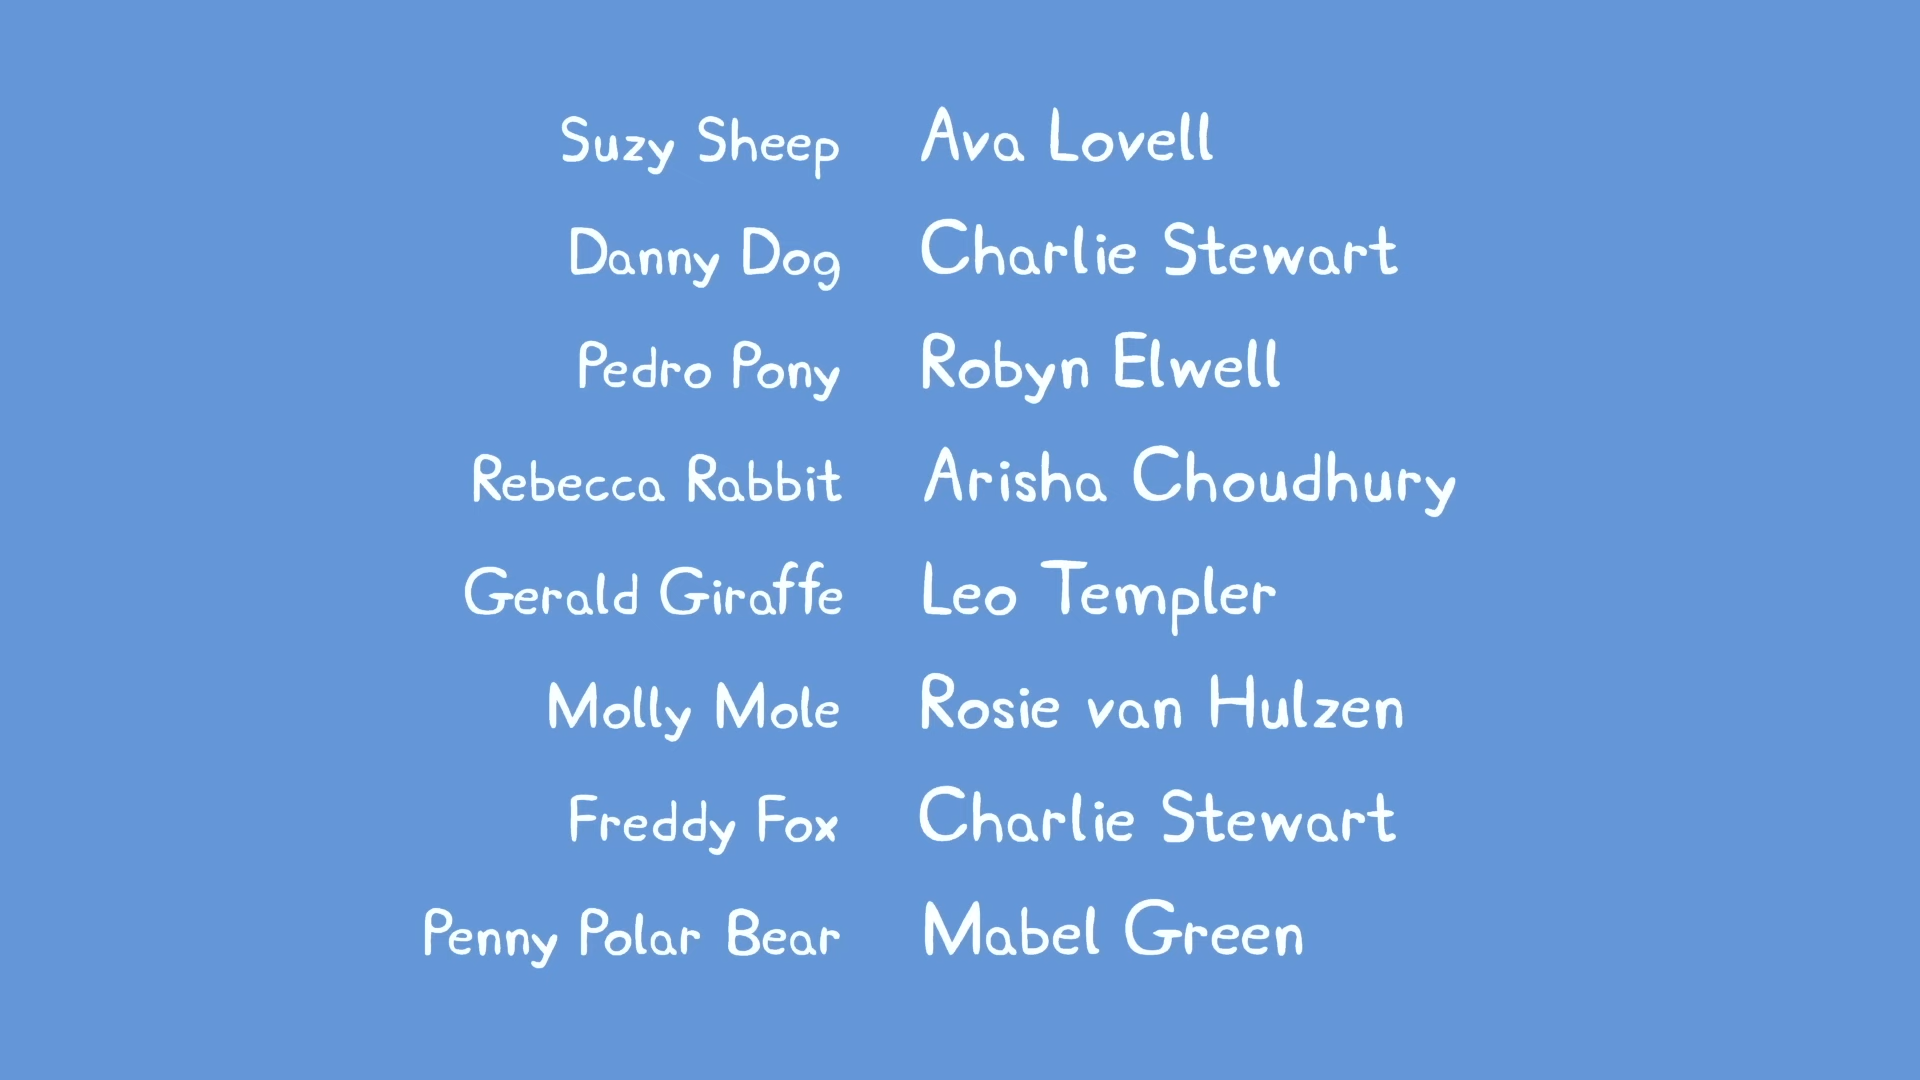 Suzy Sheep Ava Lovell
Danny Dog Charlie Stewart
Pedro Pony Robyn Elwell
Rebecca Rabbit Arisha Choudhury
Gerald Giraffe Leo Templer
Molly Mole Rosie van Hulzen
Freddy Fox Charlie Stewart
Penny Polar Bear Mabel Green